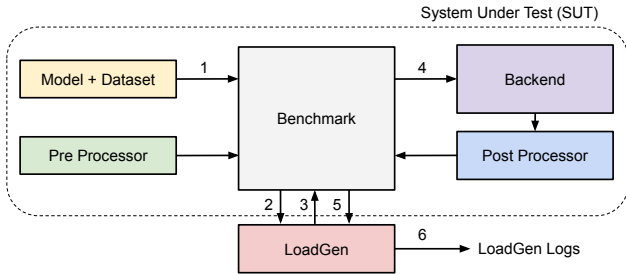 System Under Test (SUT)
Model + Dataset
1
Benchmark
4
Backend
Pre Processor
Post Processor
2
3
5
LoadGen
6
LoadGen Logs